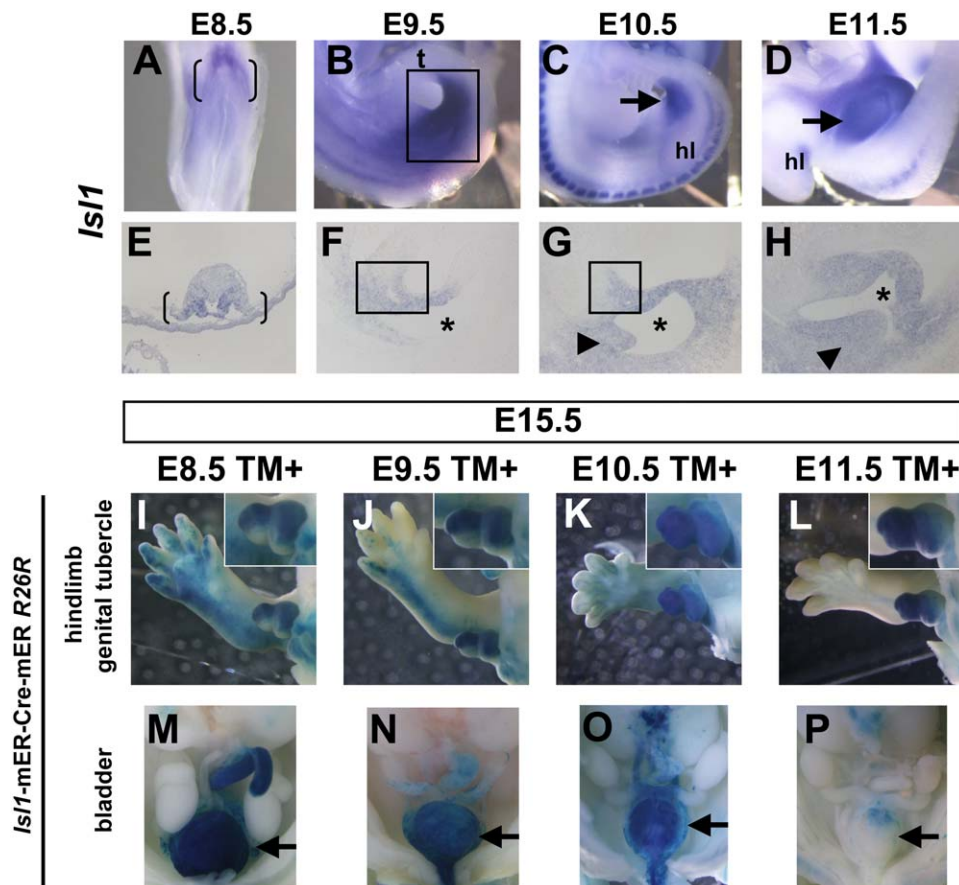 E8.5 E9.5 E10.5 E11.5
Isl1
A B t C hl D hl
E F * G * H *
E15.5
E8.5 TM+ E9.5 TM+ E10.5 TM+ E11.5 TM+
Isl1-mER-Cre-mER R26R
hindlimb
genital tubercle
I J K L
bladder
M N O P